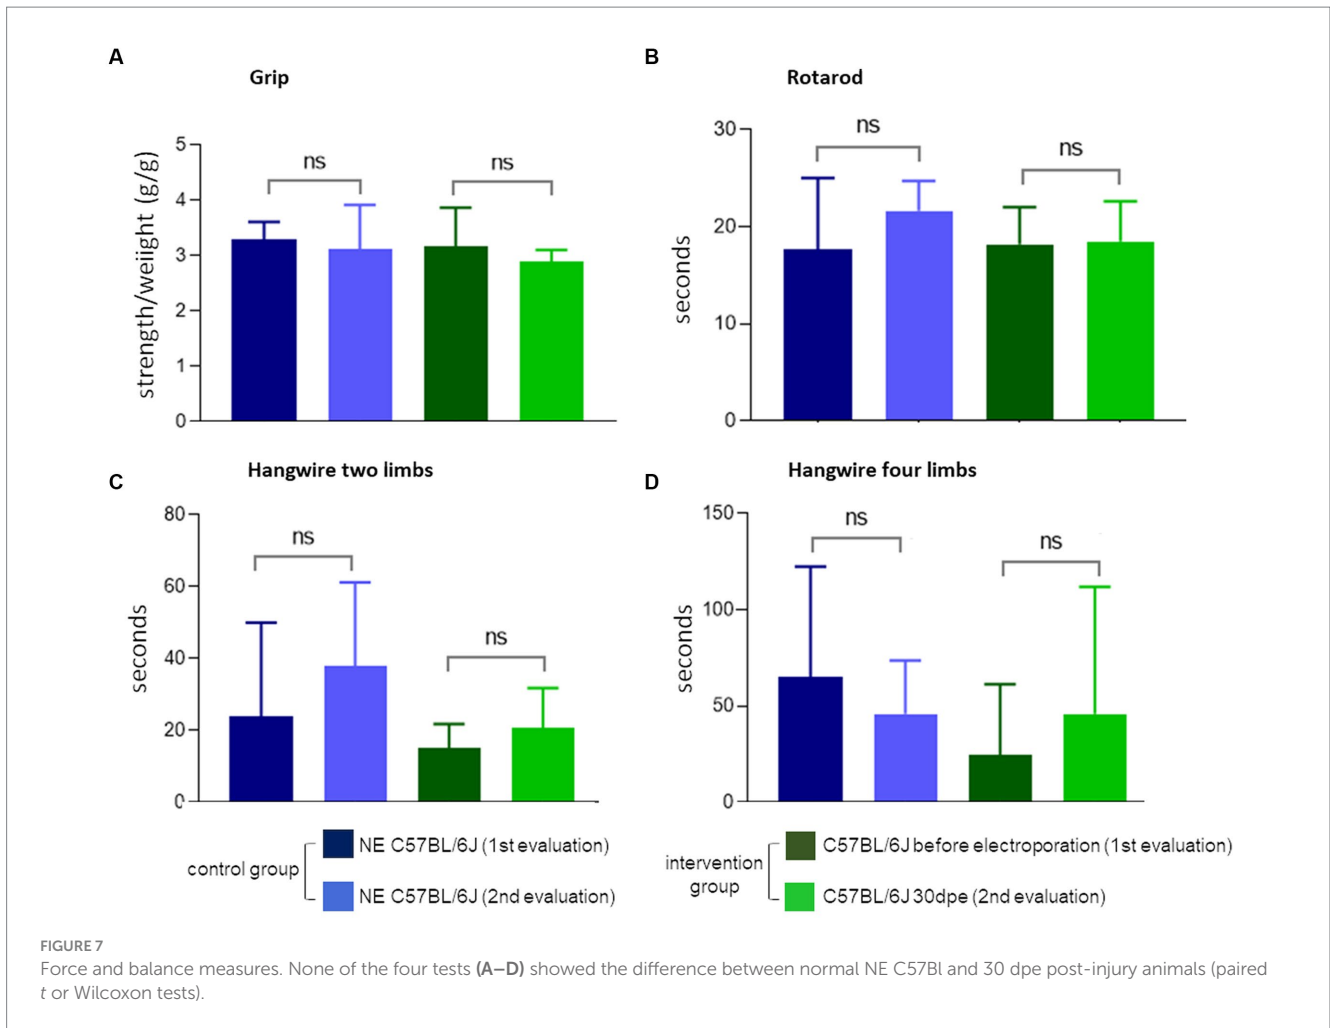 A
Grip
strength/weiight (g/g)
5
4
3
2
1
0
ns
ns
B
Rotarod
seconds
30
20
10
0
ns
ns
C
Hangwire two limbs
seconds
80
60
40
20
0
ns
ns
D
Hangwire four limbs
seconds
150
100
50
0
ns
ns
control group
NE C57BL/6J (1st evaluation)
NE C57BL/6J (2nd evaluation)
intervention
group
C57BL/6J before electroporation (1st evaluation)
C57BL/6J 30dpe (2nd evaluation)
FIGURE 7
Force and balance measures. None of the four tests (A–D) showed the difference between normal NE C57Bl and 30 dpe post-injury animals (paired
t or Wilcoxon tests).